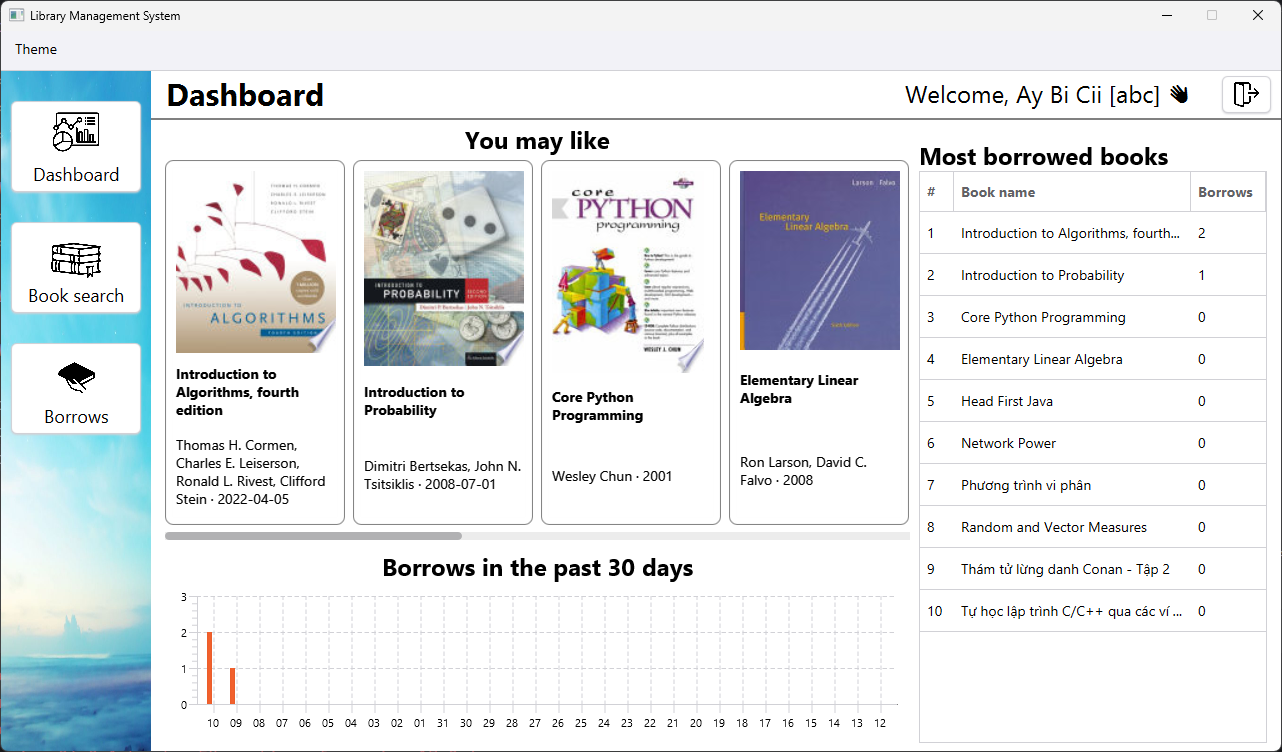 Library Management System
Theme
Dashboard
Book search
Borrows
Dashboard
Welcome, Ay Bi Cii [abc]
You may like
THOMAS H. CORMEN
CHARLES E. LEISERSON
RONALD L. RIVEST
CLIFFORD STEIN
INTRODUCTION TO
ALGORITHMS
FOURTH EDITION
Introduction to
Algorithms, fourth
edition
Thomas H. Cormen,
Charles E. Leiserson,
Ronald L. Rivest, Clifford
Stein · 2022-04-05
INTRODUCTION TO
PROBABILITY
SECOND EDITION
Dimitri P. Bertsekas John N. Tsitsiklis
Introduction to
Probability
Dimitri Bertsekas, John N.
Tsitsiklis · 2008-07-01
core
PYTHON
programming
WESLEY J. CHUN
Core Python
Programming
Wesley Chun · 2001
Larson Falvo
Elementary
Linear Algebra
Elementary Linear
Algebra
Ron Larson, David C.
Falvo · 2008
Borrows in the past 30 days
3
2
1
0
10 09 08 07 06 05 04 03 02 01 31 30 29 28 27 26 25 24 23 22 21 20 19 18 17 16 15 14 13 12
Most borrowed books
# Book name Borrows
1 Introduction to Algorithms, fourth... 2
2 Introduction to Probability 1
3 Core Python Programming 0
4 Elementary Linear Algebra 0
5 Head First Java 0
6 Network Power 0
7 Phương trình vi phân 0
8 Random and Vector Measures 0
9 Thám tử lừng danh Conan - Tập 2 0
10 Tự học lập trình C/C++ qua các ví ... 0